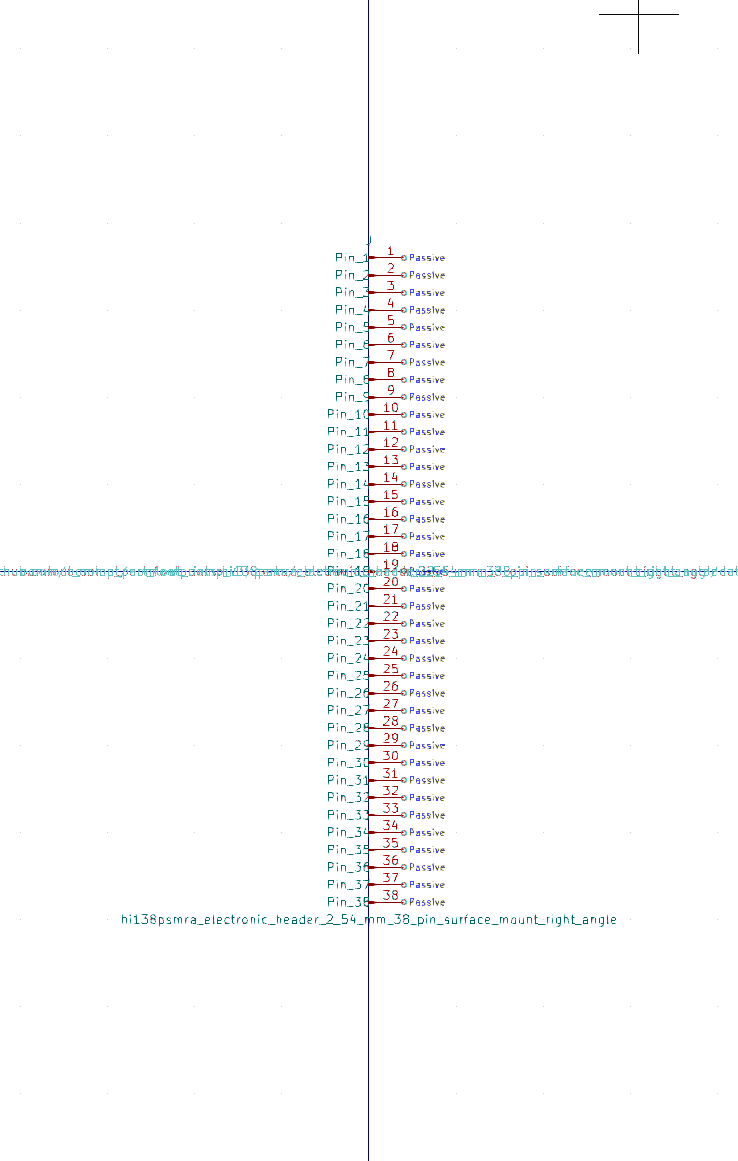 J
Pin_1 1 Passive
Pin_2 2 Passive
Pin_3 3 Passive
Pin_4 4 Passive
Pin_5 5 Passive
Pin_6 6 Passive
Pin_7 7 Passive
Pin_8 8 Passive
Pin_9 9 Passive
Pin_10 10 Passive
Pin_11 11 Passive
Pin_12 12 Passive
Pin_13 13 Passive
Pin_14 14 Passive
Pin_15 15 Passive
Pin_16 16 Passive
Pin_17 17 Passive
Pin_18 18 Passive
19
Pin_20 20 Passive
Pin_21 21 Passive
Pin_22 22 Passive
Pin_23 23 Passive
Pin_24 24 Passive
Pin_25 25 Passive
Pin_26 26 Passive
Pin_27 27 Passive
Pin_28 28 Passive
Pin_29 29 Passive
Pin_30 30 Passive
Pin_31 31 Passive
Pin_32 32 Passive
Pin_33 33 Passive
Pin_34 34 Passive
Pin_35 35 Passive
Pin_36 36 Passive
Pin_37 37 Passive
Pin_38 38 Passive
hi138psmra_electronic_header_2_54_mm_38_pin_surface_mount_right_angle